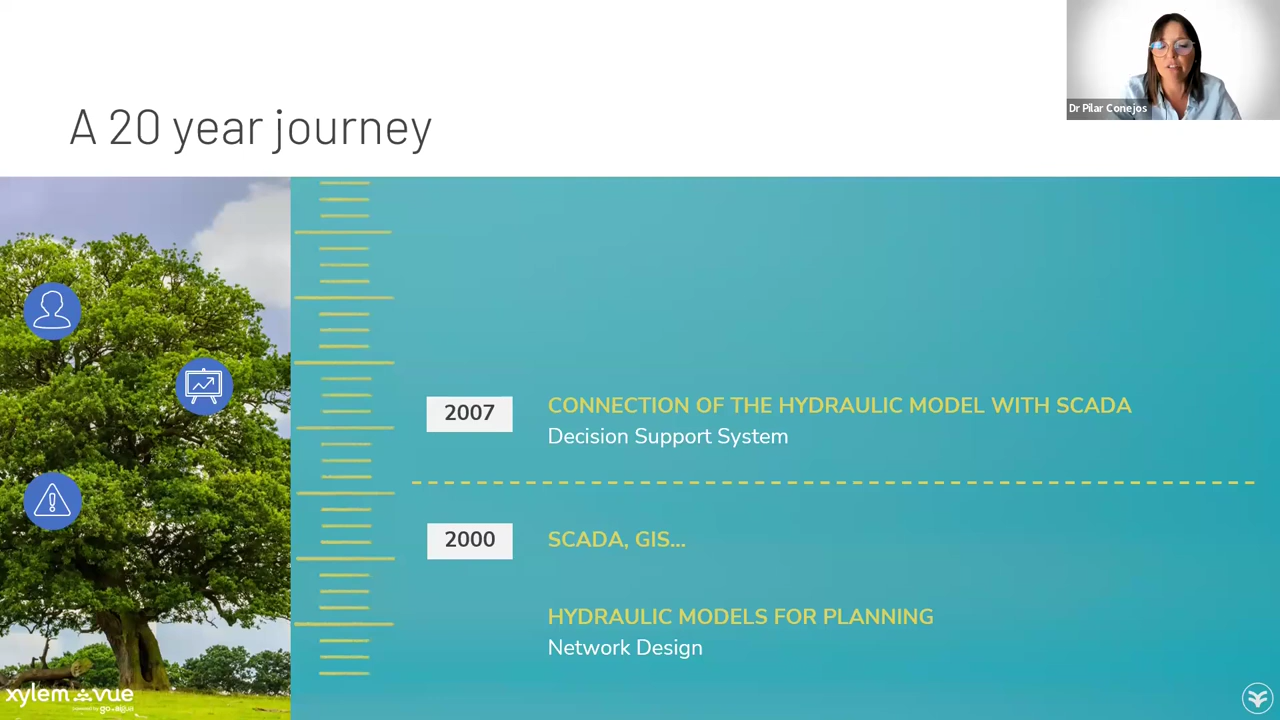 Dr Pilar Conejos
A 20 year journey
2007
CONNECTION OF THE HYDRAULIC MODEL WITH SCADA
Decision Support System
2000
SCADA, GIS...
HYDRAULIC MODELS FOR PLANNING
Network Design
xylem vue
powered by go-aigua